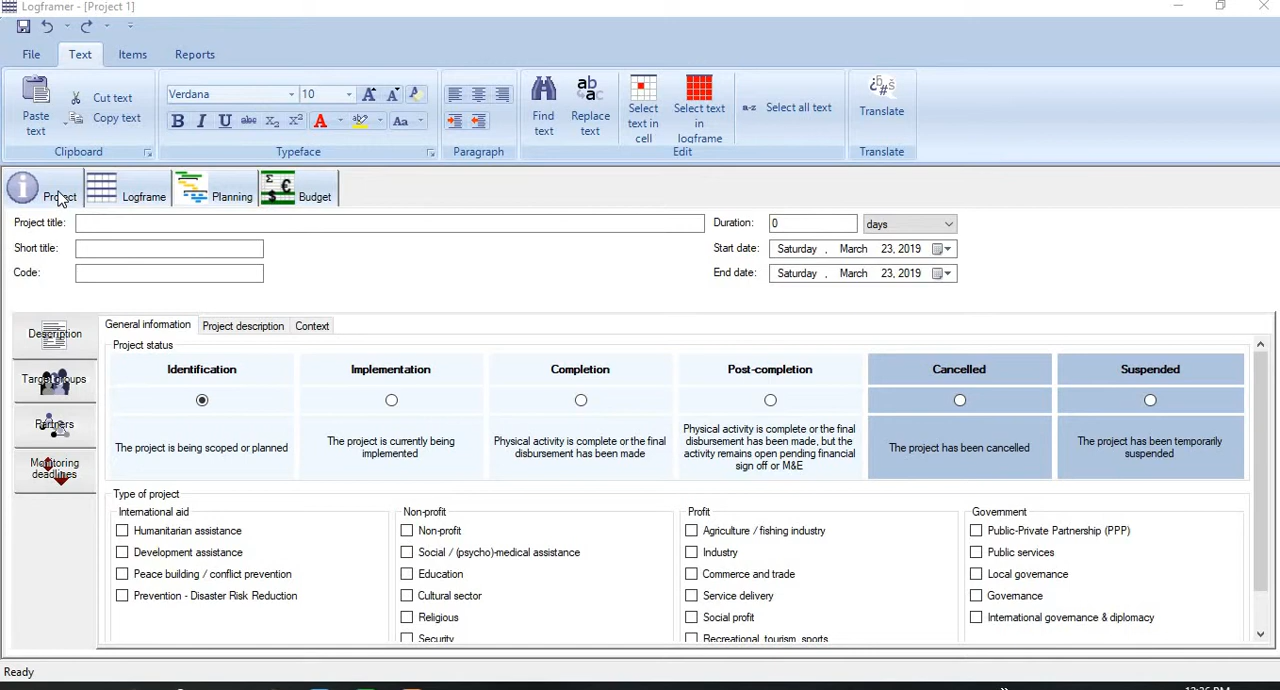 Logframer - [Project 1]
File Text Items Reports
Paste text
Cut text
Copy text
Clipboard
Verdana 10
B I U abc X₂ X² A ab Aa
Typeface
Paragraph
Find text
Replace text
Select text in cell
Select text in logframe
a-z Select all text
Edit
Translate
Translate
Project Logframe Planning Budget
Project title:
Duration: 0 days
Short title:
Start date: Saturday , March 23, 2019
Code:
End date: Saturday , March 23, 2019
Description
Target groups
Partners
Monitoring deadlines
General information Project description Context
Project status
Identification Implementation Completion Post-completion Cancelled Suspended
The project is being scoped or planned
The project is currently being implemented
Physical activity is complete or the final disbursement has been made
Physical activity is complete or the final disbursement has been made, but the activity remains open pending financial sign off or M&E
The project has been cancelled
The project has been temporarily suspended
Type of project
International aid
Humanitarian assistance
Development assistance
Peace building / conflict prevention
Prevention - Disaster Risk Reduction
Non-profit
Non-profit
Social / (psycho)-medical assistance
Education
Cultural sector
Religious
Security
Profit
Agriculture / fishing industry
Industry
Commerce and trade
Service delivery
Social profit
Recreational, tourism, sports
Government
Public-Private Partnership (PPP)
Public services
Local governance
Governance
International governance & diplomacy
Ready